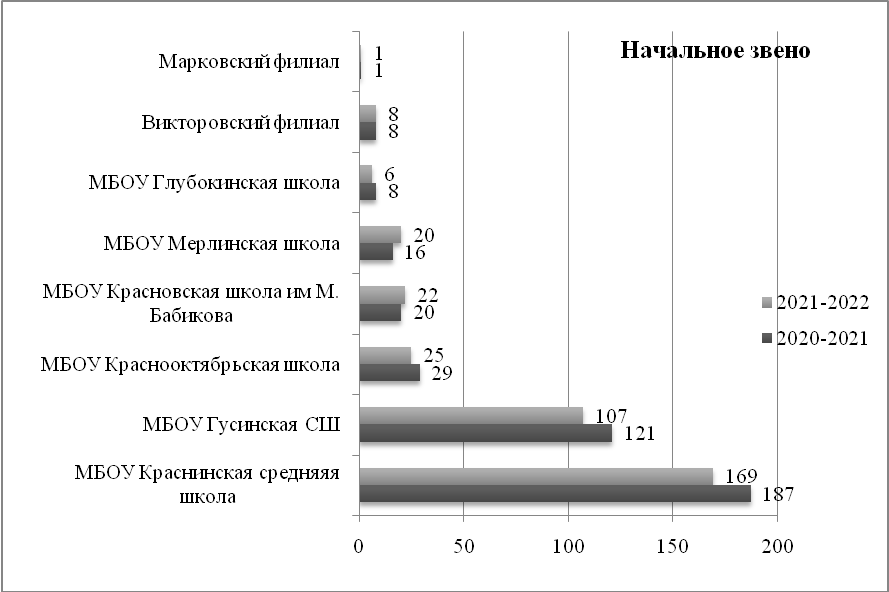 Начальное звено
Марковский филиал
1
1
Викторовский филиал
8
8
МБОУ Глубокинская школа
6
8
МБОУ Мерлинская школа
20
16
МБОУ Красновская школа им М.
Бабикова
22
20
МБОУ Краснооктябрьская школа
25
29
МБОУ Гусинская СШ
107
121
МБОУ Краснинская средняяя
школа
169
187
2021-2022
2020-2021
0 50 100 150 200